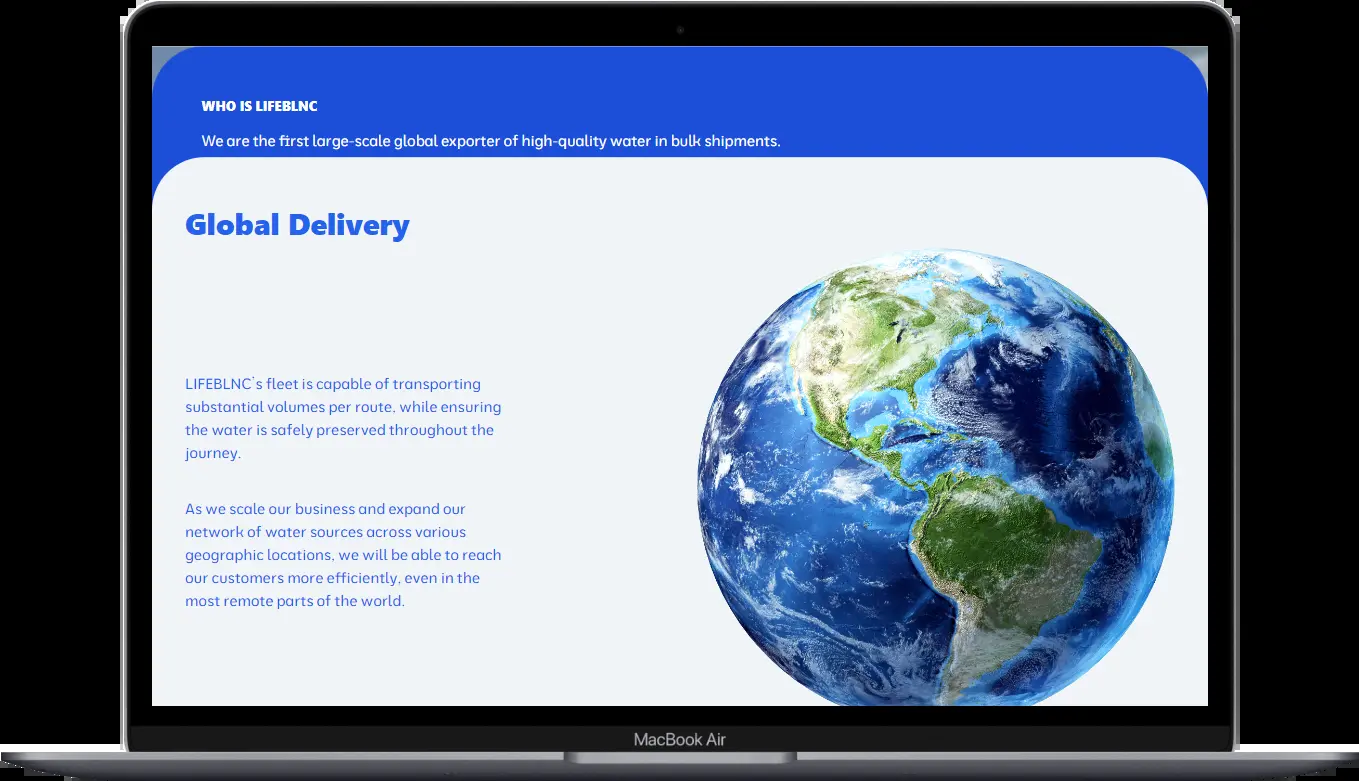 WHO IS LIFEBLNC
We are the first large-scale global exporter of high-quality water in bulk shipments.
Global Delivery
LIFEBLNC`s fleet is capable of transporting
substantial volumes per route, while ensuring
the water is safely preserved throughout the
journey.
As we scale our business and expand our
network of water sources across various
geographic locations, we will be able to reach
our customers more efficiently, even in the
most remote parts of the world.
MacBook Air